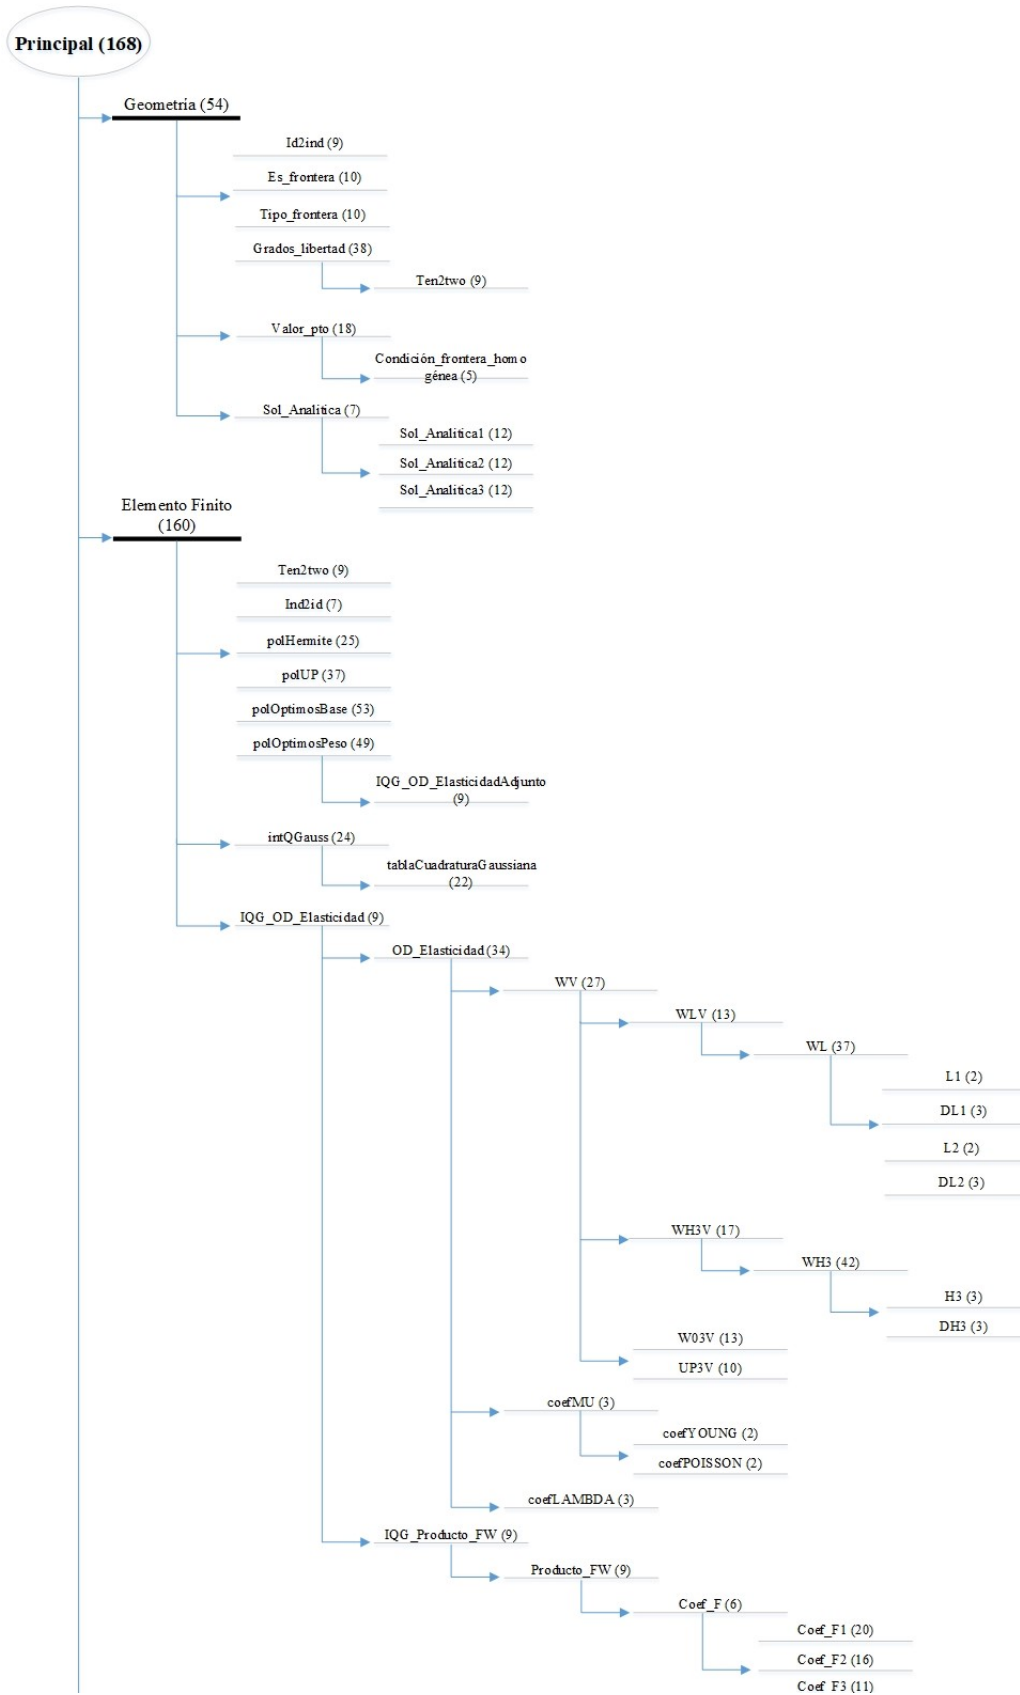 Principal (168)
Geometria (54)
Id2ind (9)
Es_frontera (10)
Tipo_frontera (10)
Grados_libertad (38)
Ten2two (9)
Valor_pto (18)
Condición_frontera_homo
génea (5)
Sol_Analitica (7)
Sol_Analitica1 (12)
Sol_Analitica2 (12)
Sol_Analitica3 (12)
Elemento Finito
(160)
Ten2two (9)
Ind2id (7)
polHermite (25)
polUP (37)
polOptimosBase (53)
polOptimosPeso (49)
IQG_OD_ElasticidadAdjunto
(9)
intQGauss (24)
tablaCuadraturaGaussiana
(22)
IQG_OD_Elasticidad (9)
OD_Elasticidad (34)
WV (27)
WLV (13)
WL (37)
L1 (2)
DL1 (3)
L2 (2)
DL2 (3)
WH3V (17)
WH3 (42)
H3 (3)
DH3 (3)
W03V (13)
UP3V (10)
coefMU (3)
coefYOUNG (2)
coefPOISSON (2)
coefLAMBDA (3)
IQG_Producto_FW (9)
Producto_FW (9)
Coef_F (6)
Coef_F1 (20)
Coef_F2 (16)
Coef_F3 (11)